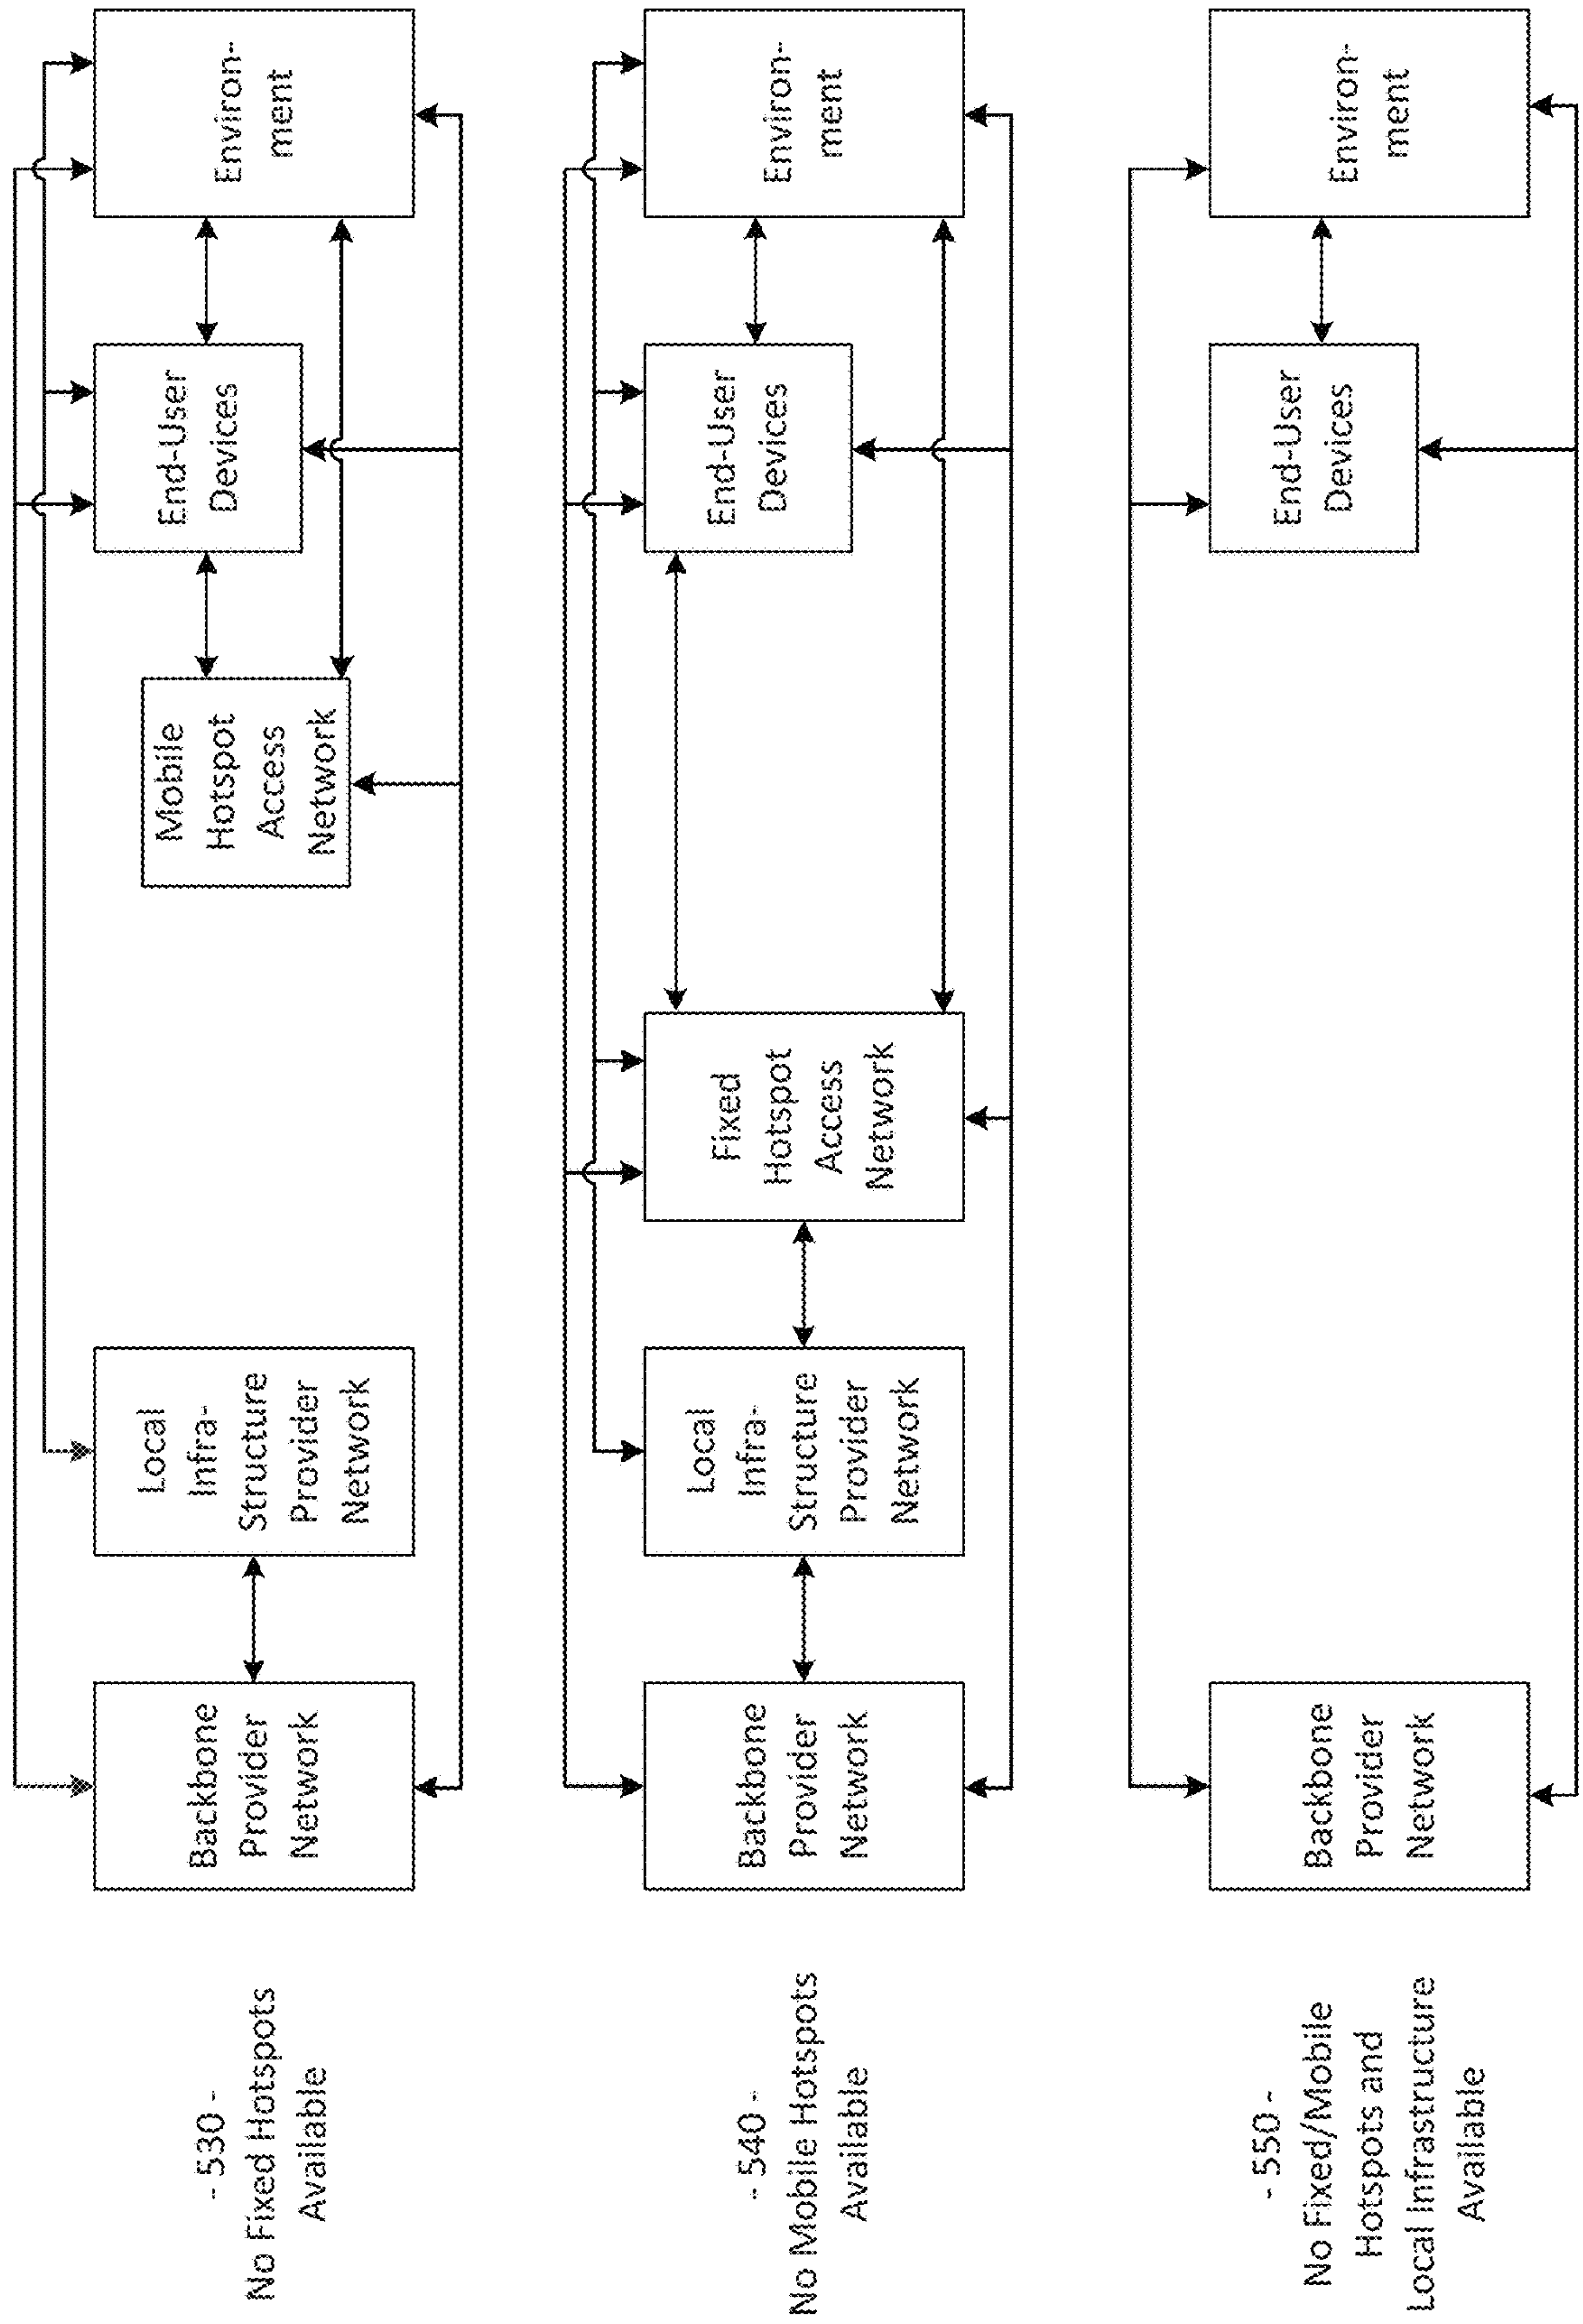 - 530 -
No Fixed Hotspots
Available
Backbone
Provider
Network
Local
Infra-
Structure
Provider
Network
Mobile
Hotspot
Access
Network
End-User
Devices
Environ-
ment
- 540 -
No Mobile Hotspots
Available
Backbone
Provider
Network
Local
Infra-
Structure
Provider
Network
Fixed
Hotspot
Access
Network
End-User
Devices
Environ-
ment
- 550 -
No Fixed/Mobile
Hotspots and
Local Infrastructure
Available
Backbone
Provider
Network
End-User
Devices
Environ-
ment